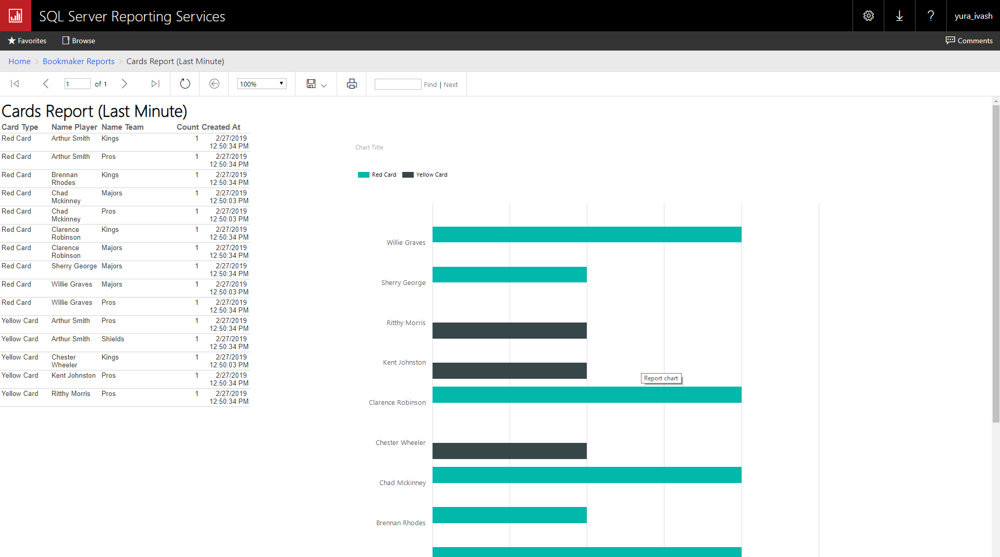 SQL Server Reporting Services
? yura_ivash
Favorites Browse Comments
Home > Bookmaker Reports > Cards Report (Last Minute)
1 of 1 100% Find | Next
Cards Report (Last Minute)
Card Type Name Player Name Team Count Created At
Red Card Arthur Smith Kings 1 2/27/2019
12:50:34 PM
Red Card Arthur Smith Pros 1 2/27/2019
12:50:34 PM
Red Card Brennan Kings 1 2/27/2019
Rhodes 12:50:34 PM
Red Card Chad Majors 1 2/27/2019
Mckinney 12:50:03 PM
Red Card Chad Pros 1 2/27/2019
Mckinney 12:50:03 PM
Red Card Clarence Kings 1 2/27/2019
Robinson 12:50:34 PM
Red Card Clarence Majors 1 2/27/2019
Robinson 12:50:34 PM
Red Card Sherry George Majors 1 2/27/2019
12:50:34 PM
Red Card Willie Graves Majors 1 2/27/2019
12:50:03 PM
Red Card Willie Graves Pros 1 2/27/2019
12:50:34 PM
Yellow Card Arthur Smith Pros 1 2/27/2019
12:50:34 PM
Yellow Card Arthur Smith Shields 1 2/27/2019
12:50:34 PM
Yellow Card Chester Kings 1 2/27/2019
Wheeler 12:50:03 PM
Yellow Card Kent Johnston Pros 1 2/27/2019
12:50:34 PM
Yellow Card Ritthy Morris Pros 1 2/27/2019
12:50:34 PM
Chart Title
Red Card Yellow Card
Willie Graves
Sherry George
Ritthy Morris
Kent Johnston
Report chart
Clarence Robinson
Chester Wheeler
Chad Mckinney
Brennan Rhodes